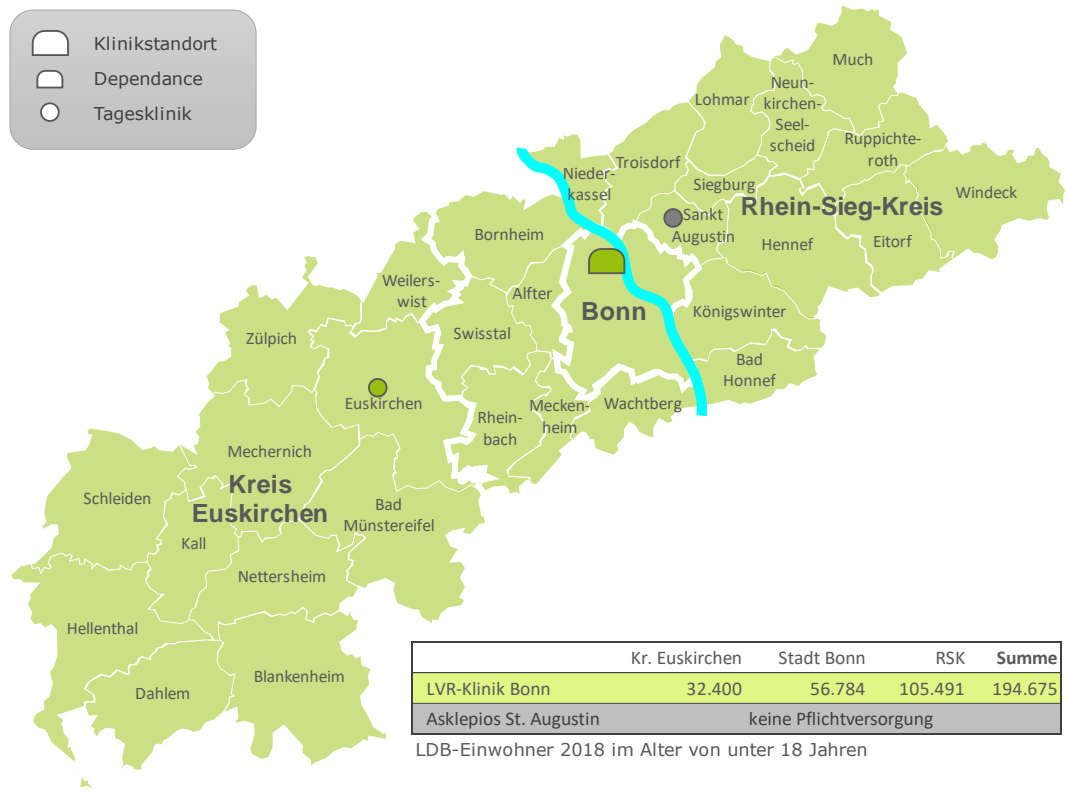 Klinikstandort
Dependance
Tagesklinik
Much
Neun-
kirchen-
Seel-
scheid
Lohmar
Ruppichte-
roth
Troisdorf
Nieder-
kassel
Siegburg
Windeck
Rhein-Sieg-Kreis
Sankt
Augustin
Hennef
Eitorf
Bornheim
Weilers-
wist
Alfter
Bonn
Königswinter
Swisstal
Zülpich
Bad
Honnef
Euskirchen
Rhein-
bach
Mecken-
heim
Wachtberg
Mechernich
Kreis
Euskirchen
Schleiden
Bad
Münstereifel
Kall
Nettersheim
Hellenthal
Blankenheim
Dahlem
Kr. Euskirchen Stadt Bonn RSK Summe
LVR-Klinik Bonn 32.400 56.784 105.491 194.675
Asklepios St. Augustin keine Pflichtversorgung
LDB-Einwohner 2018 im Alter von unter 18 Jahren